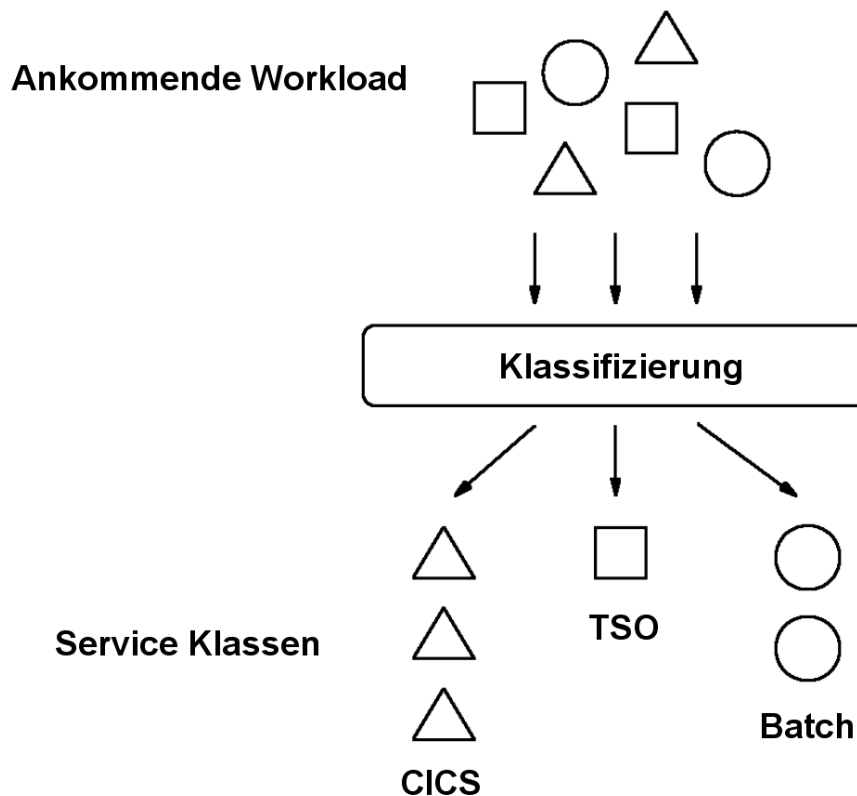 Ankommende Workload
Klassifizierung
Service Klassen
TSO
Batch
CICS